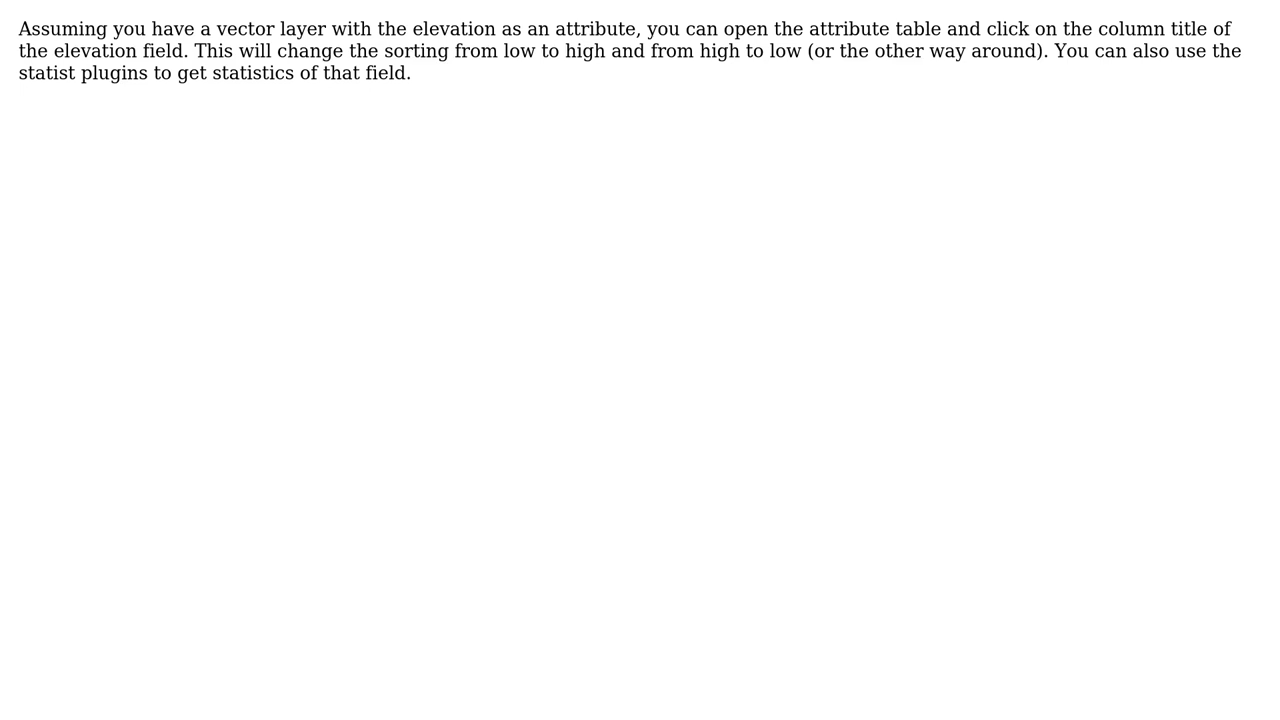 Assuming you have a vector layer with the elevation as an attribute, you can open the attribute table and click on the column title of
the elevation field. This will change the sorting from low to high and from high to low (or the other way around). You can also use the
statist plugins to get statistics of that field.